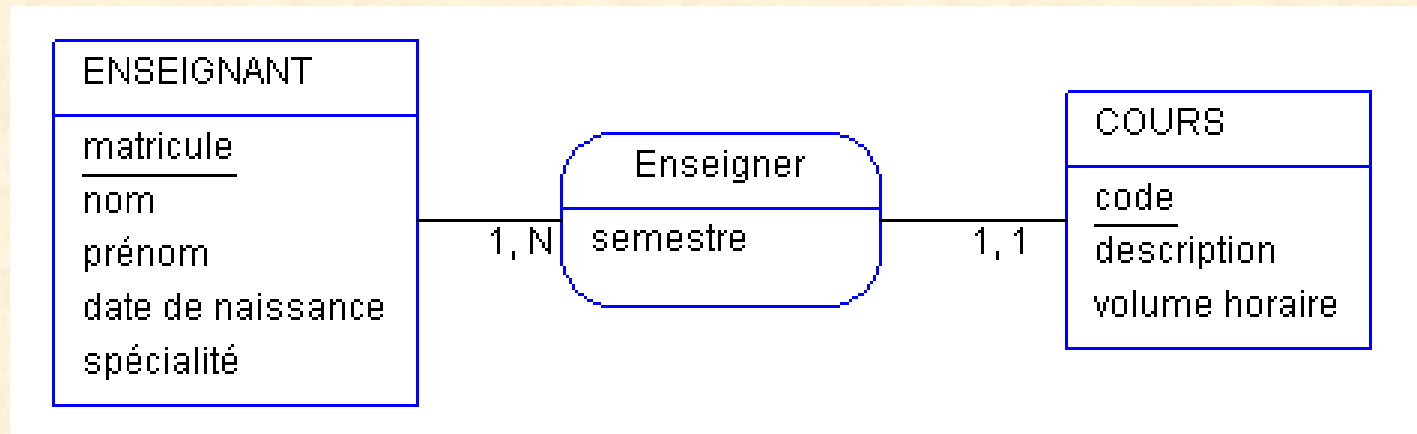 ENSEIGNANT
matricule
nom
prénom
date de naissance
spécialité
1, N
Enseigner
semestre
1, 1
COURS
code
description
volume horaire